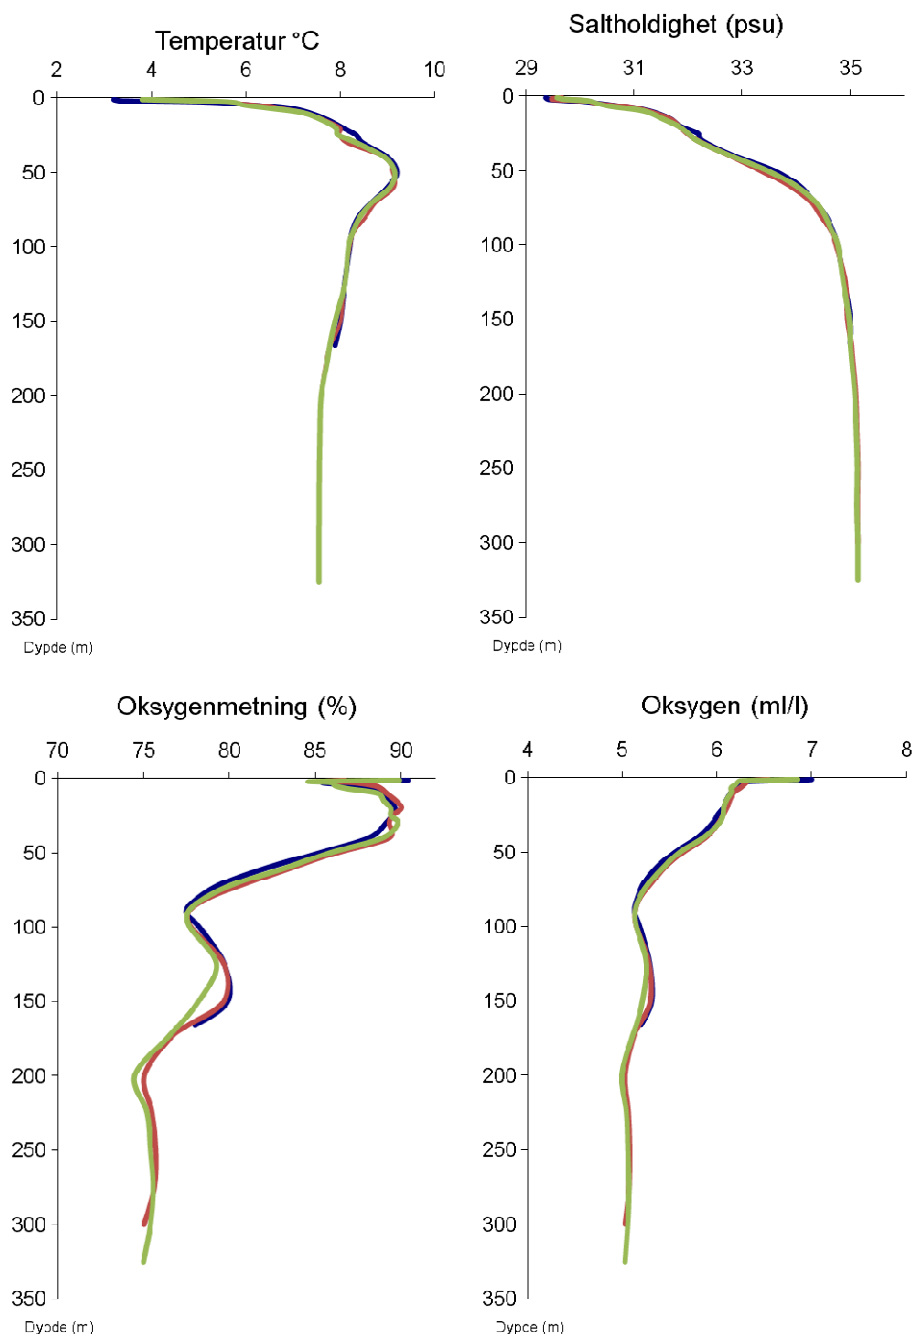 Temperatur °C
2 4 6 8 10
0
50
100
150
200
250
300
350
Dypde (m)
Saltholdighet (psu)
29 31 33 35
0
50
100
150
200
250
300
350
Dypde (m)
Oksygenmetning (%)
70 75 80 85 90
0
50
100
150
200
250
300
350
Dypde (m)
Oksygen (ml/l)
4 5 6 7 8
0
50
100
150
200
250
300
350
Dypce (m)